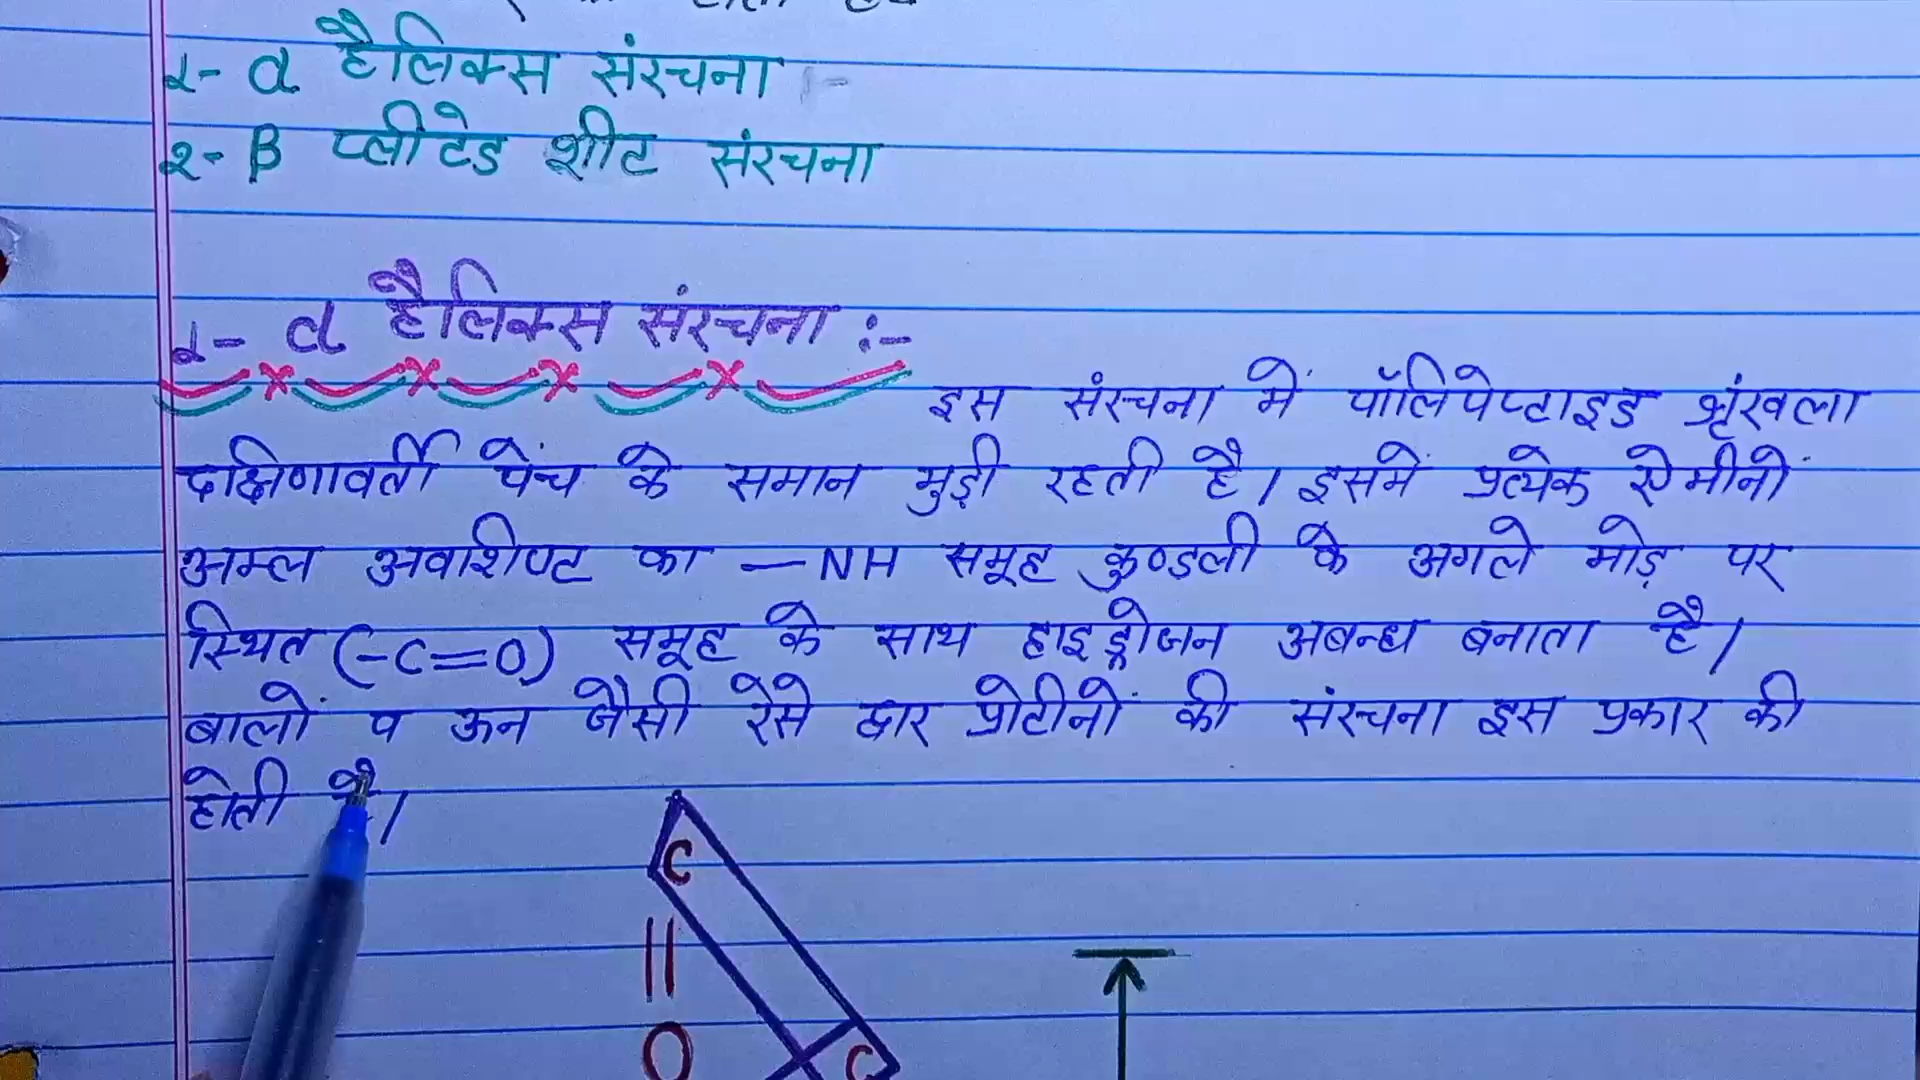 1- α हैलिक्स संरचना :-
2- β प्लीटेड शीट संरचना
1- α हैलिक्स संरचना :-
इस संरचना में पॉलिपेप्टाइड श्रृंखला
दक्षिणावर्ती पेंच के समान मुड़ी रहती है। इसमें प्रत्येक ऐमीनों
अम्ल अवशिष्ट का —NH समूह कुण्डली के अगले मोड़ पर
स्थित (-C=O) समूह के साथ हाइड्रोजन अबन्ध बनाता है।
बालों व ऊन जैसी रेसे द्वार प्रोटीनों की संरचना इस प्रकार की
होती है।
C
||
O
C